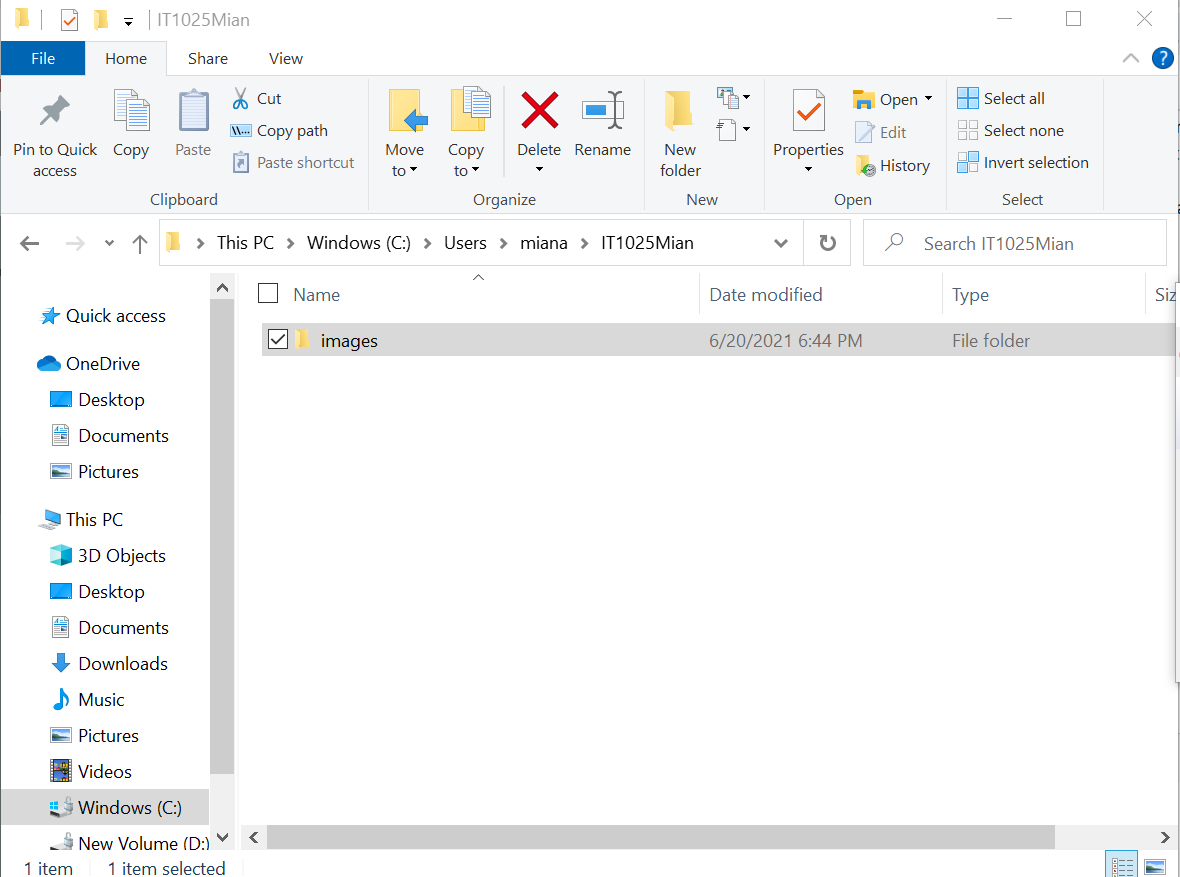 IT1025Mian
File
Home
Share
View
Pin to Quick
access
Copy
Paste
Cut
Copy path
Paste shortcut
Clipboard
Move
to
Copy
to
Delete
Rename
Organize
New
folder
New
Properties
Open
Edit
History
Open
Select all
Select none
Invert selection
Select
This PC
Windows (C:)
Users
miana
IT1025Mian
Search IT1025Mian
Quick access
OneDrive
Desktop
Documents
Pictures
This PC
3D Objects
Desktop
Documents
Downloads
Music
Pictures
Videos
Windows (C:)
New Volume (D:)
Name
Date modified
Type
Siz
images
6/20/2021 6:44 PM
File folder
1 item
1 item selected